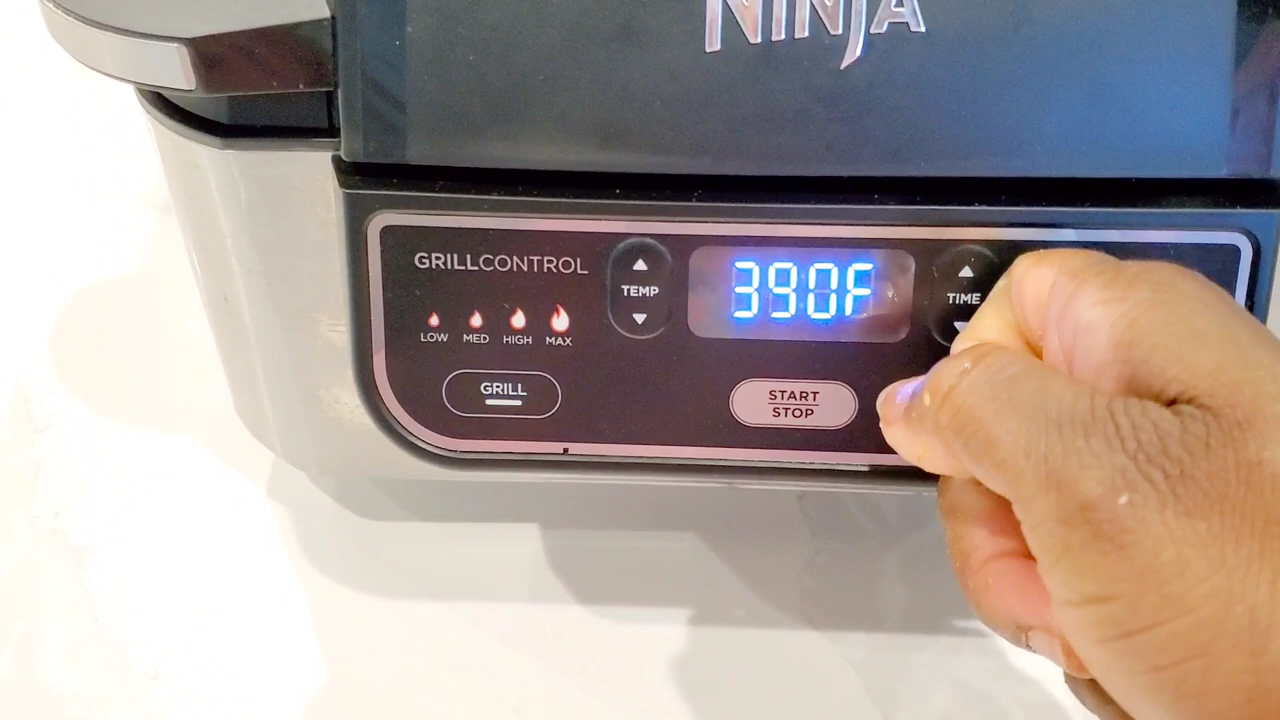 NINJA
GRILLCONTROL
TEMP
390F
TIME
LOW MED HIGH MAX
GRILL
START
STOP